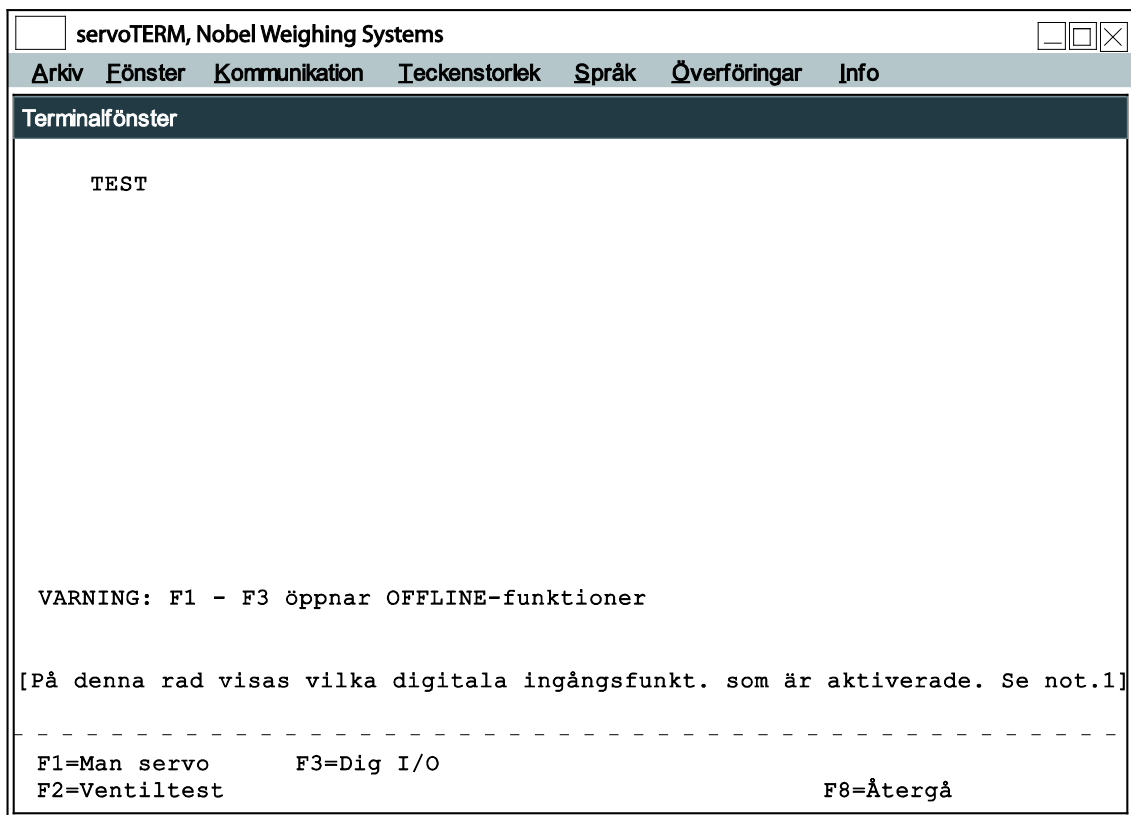 servoTERM, Nobel Weighing Systems
Arkiv Fönster Kommunikation Teckenstorlek Språk Överföringar Info
Terminalfönster
TEST
VARNING: F1 - F3 öppnar OFFLINE-funktioner
[På denna rad visas vilka digitala ingångsfunkt. som är aktiverade. Se not.1]
F1=Man servo F3=Dig I/O
F2=Ventiltest F8=Återgå